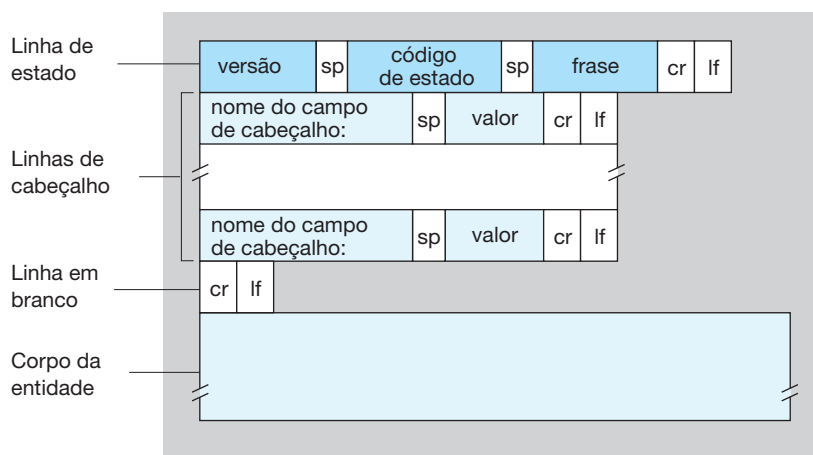 Linha de
estado
versão sp código
de estado sp frase cr lf
Linhas de
cabeçalho
nome do campo
de cabeçalho: sp valor cr lf
nome do campo
de cabeçalho: sp valor cr lf
Linha em
branco
cr lf
Corpo da
entidade